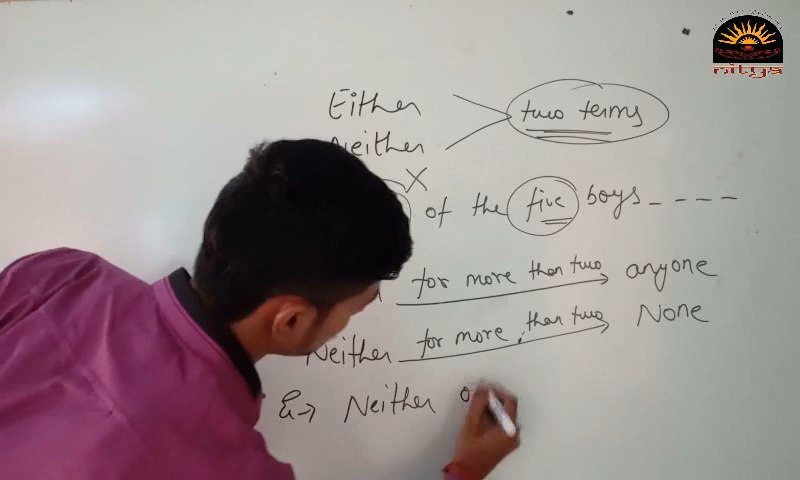 nitya
Either
two terms
Neither
of the five boys ----
for more than two anyone
Neither for more than two None
Ex → Neither o